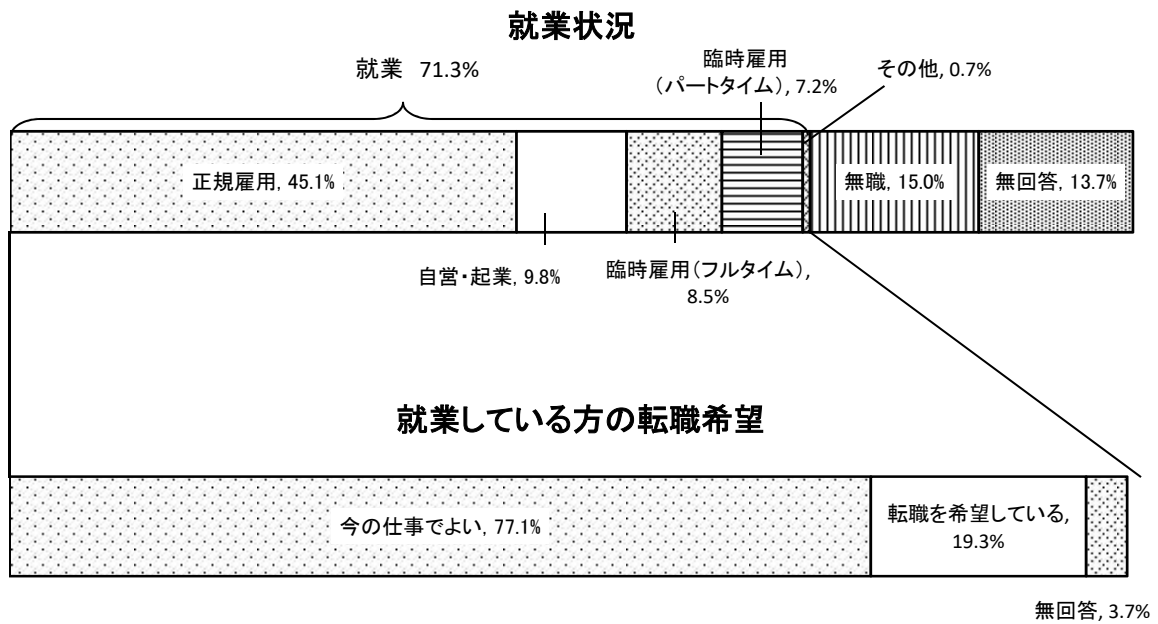 就業状況
就業 71.3%
臨時雇用
（パートタイム）, 7.2%
その他, 0.7%
正規雇用, 45.1%
無職, 15.0%
無回答, 13.7%
自営・起業, 9.8%
臨時雇用（フルタイム）,
8.5%
就業している方の転職希望
今の仕事でよい, 77.1%
転職を希望している,
19.3%
無回答, 3.7%